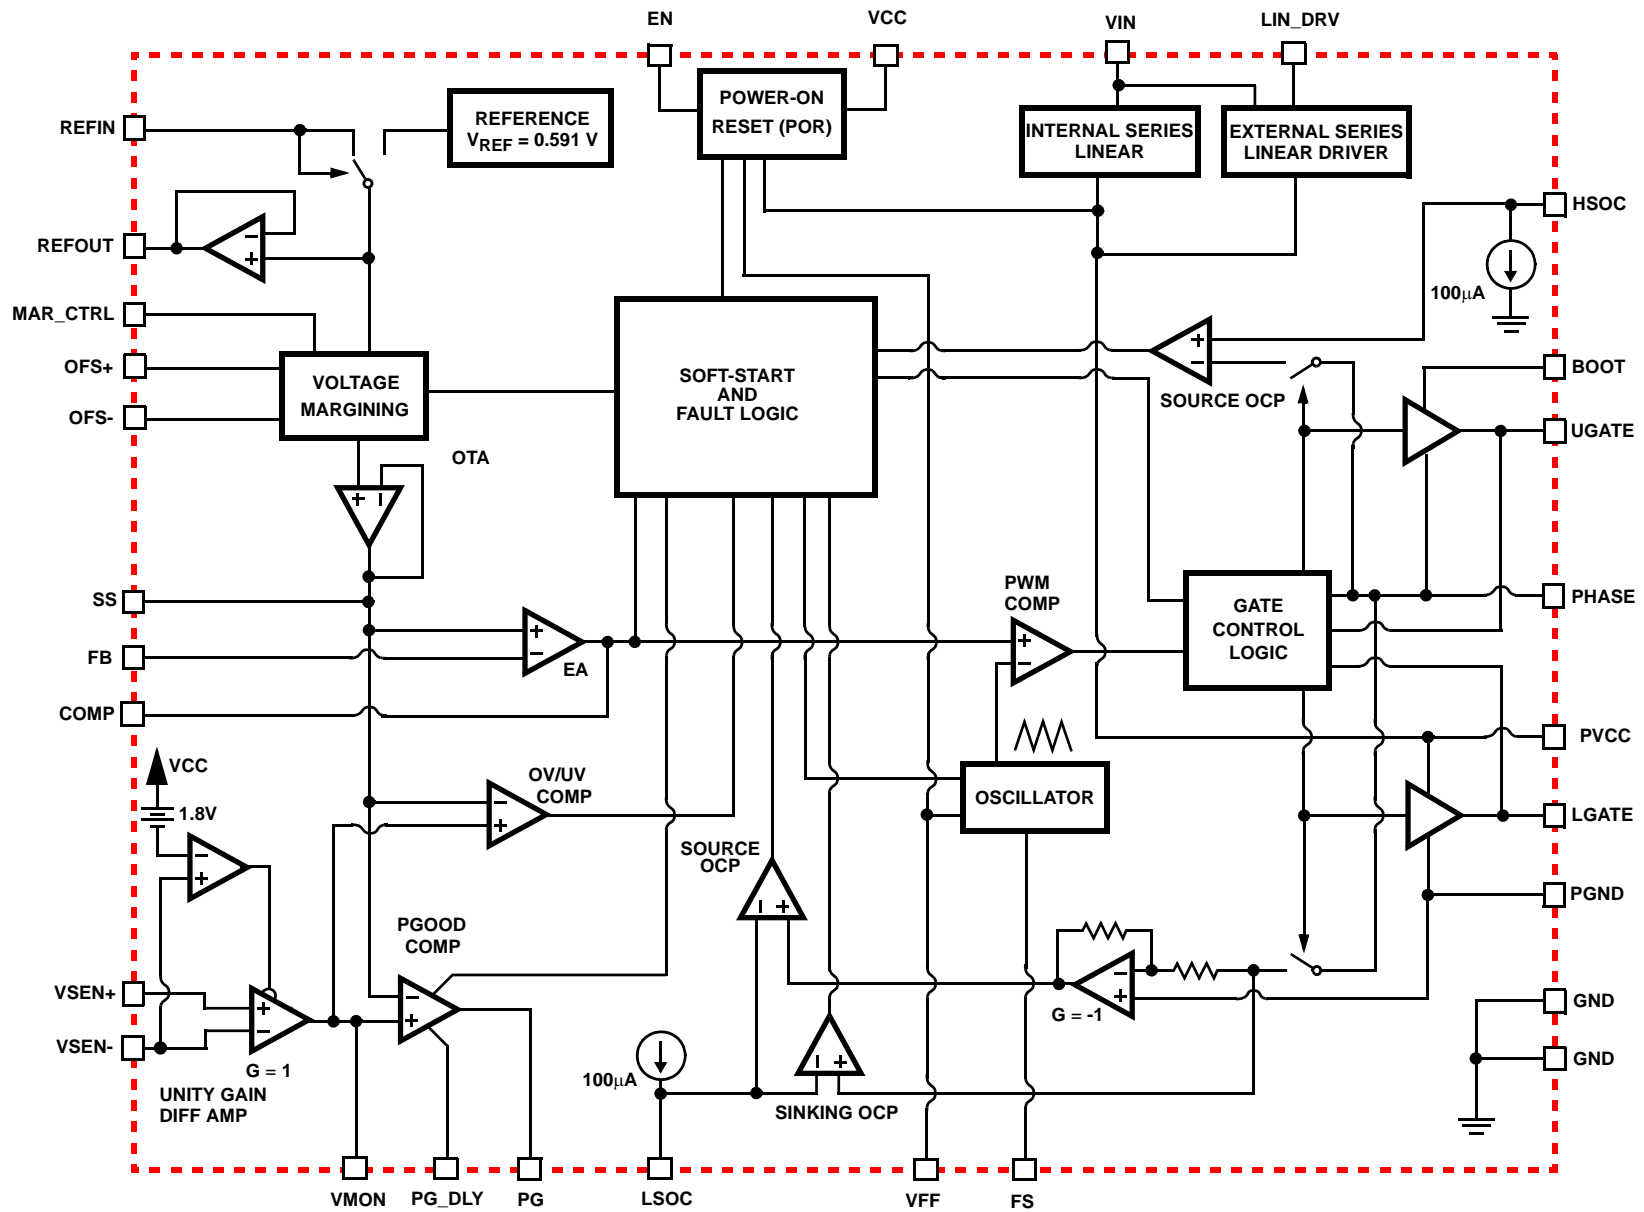 EN
VCC
VIN
LIN_DRV
REFIN
REFERENCE
VREF = 0.591 V
POWER-ON
RESET (POR)
INTERNAL SERIES
LINEAR
EXTERNAL SERIES
LINEAR DRIVER
HSOC
REFOUT
−
+
100µA
MAR_CTRL
OFS+
OFS-
VOLTAGE
MARGINING
SOFT-START
AND
FAULT LOGIC
+
−
SOURCE OCP
BOOT
UGATE
OTA
+
−
SS
FB
COMP
+
−
EA
PWM
COMP
+
−
GATE
CONTROL
LOGIC
PHASE
PVCC
VCC
1.8V
−
+
OV/UV
COMP
−
+
OSCILLATOR
LGATE
SOURCE
OCP
−
+
PGND
PGOOD
COMP
−
+
−
+
G = -1
VSEN+
VSEN-
+
−
G = 1
UNITY GAIN
DIFF AMP
100µA
−
+
SINKING OCP
GND
GND
VMON
PG_DLY
PG
LSOC
VFF
FS